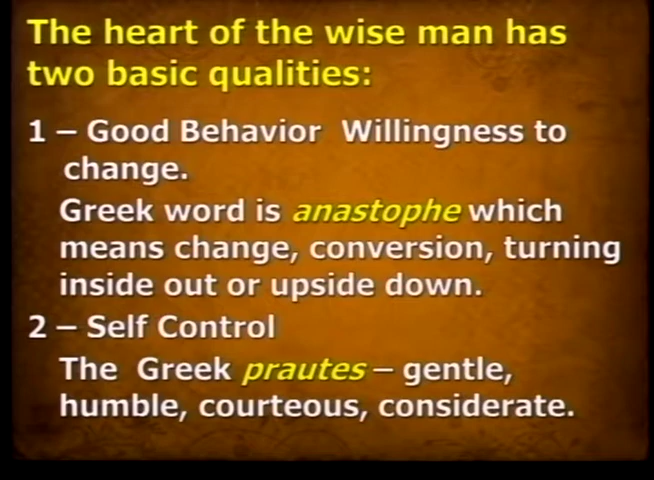 The heart of the wise man has
two basic qualities:
1 – Good Behavior  Willingness to
change.
Greek word is anastophe which
means change, conversion, turning
inside out or upside down.
2 – Self Control
The  Greek prautes – gentle,
humble, courteous, considerate.